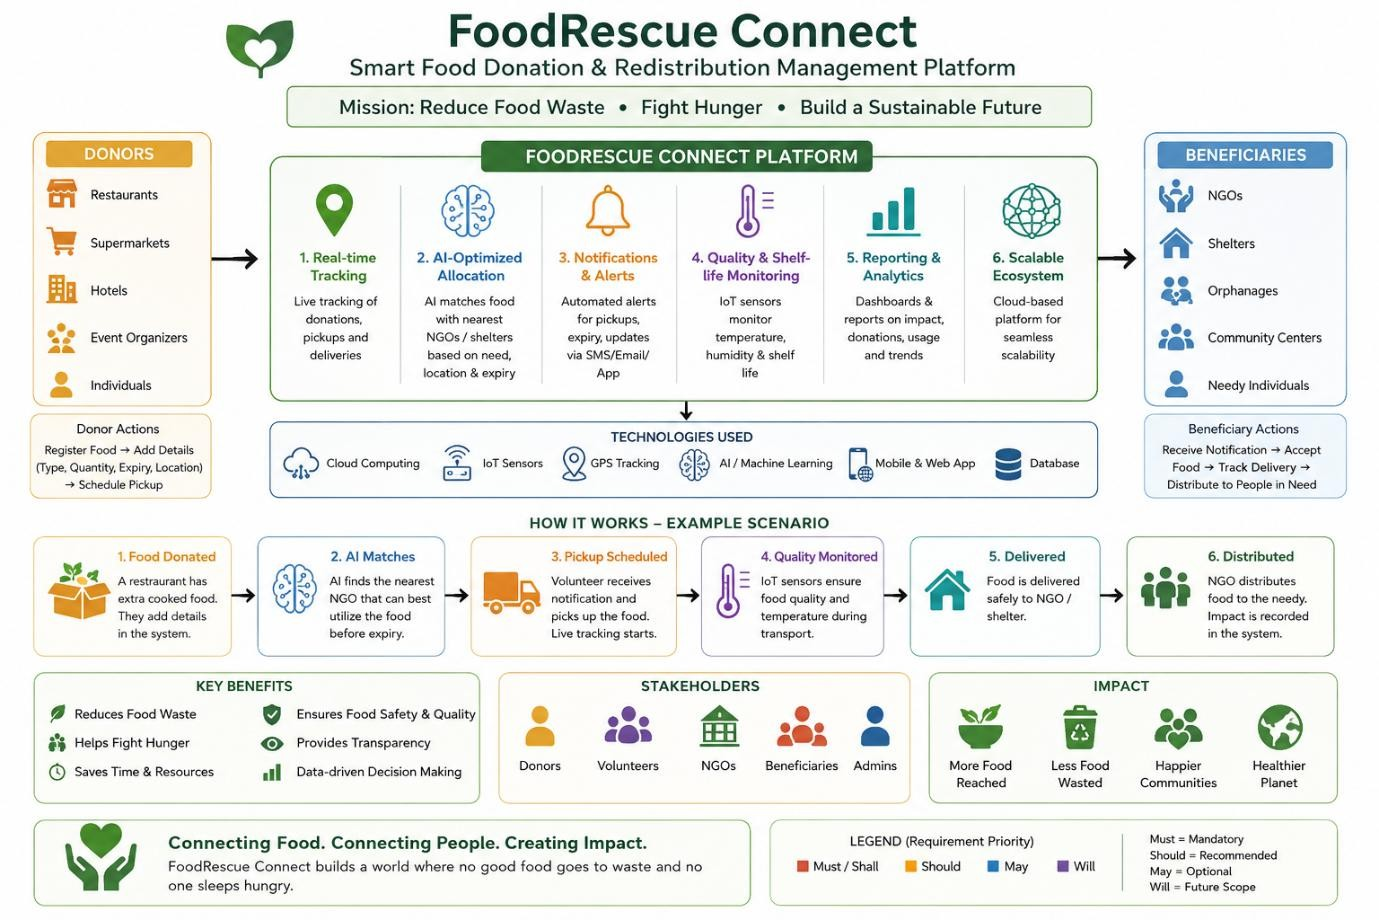 FoodRescue Connect
Smart Food Donation & Redistribution Management Platform
Mission: Reduce Food Waste • Fight Hunger • Build a Sustainable Future
DONORS
Restaurants
Supermarkets
Hotels
Event Organizers
Individuals
Donor Actions
Register Food → Add Details
(Type, Quantity, Expiry, Location)
→ Schedule Pickup
FOODRESCUE CONNECT PLATFORM
1. Real-time
Tracking
Live tracking of
donations,
pickups and
deliveries
2. AI-Optimized
Allocation
AI matches food
with nearest
NGOs / shelters
based on need,
location & expiry
3. Notifications
& Alerts
Automated alerts
for pickups,
expiry, updates
via SMS/Email/
App
4. Quality & Shelf-
life Monitoring
IoT sensors
monitor
temperature,
humidity & shelf
life
5. Reporting &
Analytics
Dashboards &
reports on impact,
donations, usage
and trends
6. Scalable
Ecosystem
Cloud-based
platform for
seamless
scalability
BENEFICIARIES
NGOs
Shelters
Orphanages
Community Centers
Needy Individuals
Beneficiary Actions
Receive Notification → Accept
Food → Track Delivery →
Distribute to People in Need
TECHNOLOGIES USED
Cloud Computing
IoT Sensors
GPS Tracking
AI / Machine Learning
Mobile & Web App
Database
HOW IT WORKS – EXAMPLE SCENARIO
1. Food Donated
A restaurant has
extra cooked food.
They add details
in the system.
2. AI Matches
AI finds the nearest
NGO that can best
utilize the food
before expiry.
3. Pickup Scheduled
Volunteer receives
notification and
picks up the food.
Live tracking starts.
4. Quality Monitored
IoT sensors ensure
food quality and
temperature during
transport.
5. Delivered
Food is delivered
safely to NGO /
shelter.
6. Distributed
NGO distributes
food to the needy.
Impact is recorded
in the system.
KEY BENEFITS
Reduces Food Waste
Helps Fight Hunger
Saves Time & Resources
Ensures Food Safety & Quality
Provides Transparency
Data-driven Decision Making
STAKEHOLDERS
Donors
Volunteers
NGOs
Beneficiaries
Admins
IMPACT
More Food
Reached
Less Food
Wasted
Happier
Communities
Healthier
Planet
Connecting Food. Connecting People. Creating Impact.
FoodRescue Connect builds a world where no good food goes to waste and no
one sleeps hungry.
LEGEND (Requirement Priority)
Must / Shall
Should
May
Will
Must = Mandatory
Should = Recommended
May = Optional
Will = Future Scope